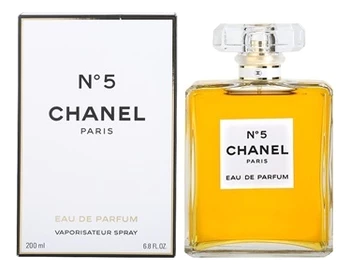 N°5
CHANEL
PARIS
EAU DE PARFUM
VAPORISATEUR SPRAY
200 ml 6.8 FL. OZ.
N°5
CHANEL
PARIS
EAU DE PARFUM